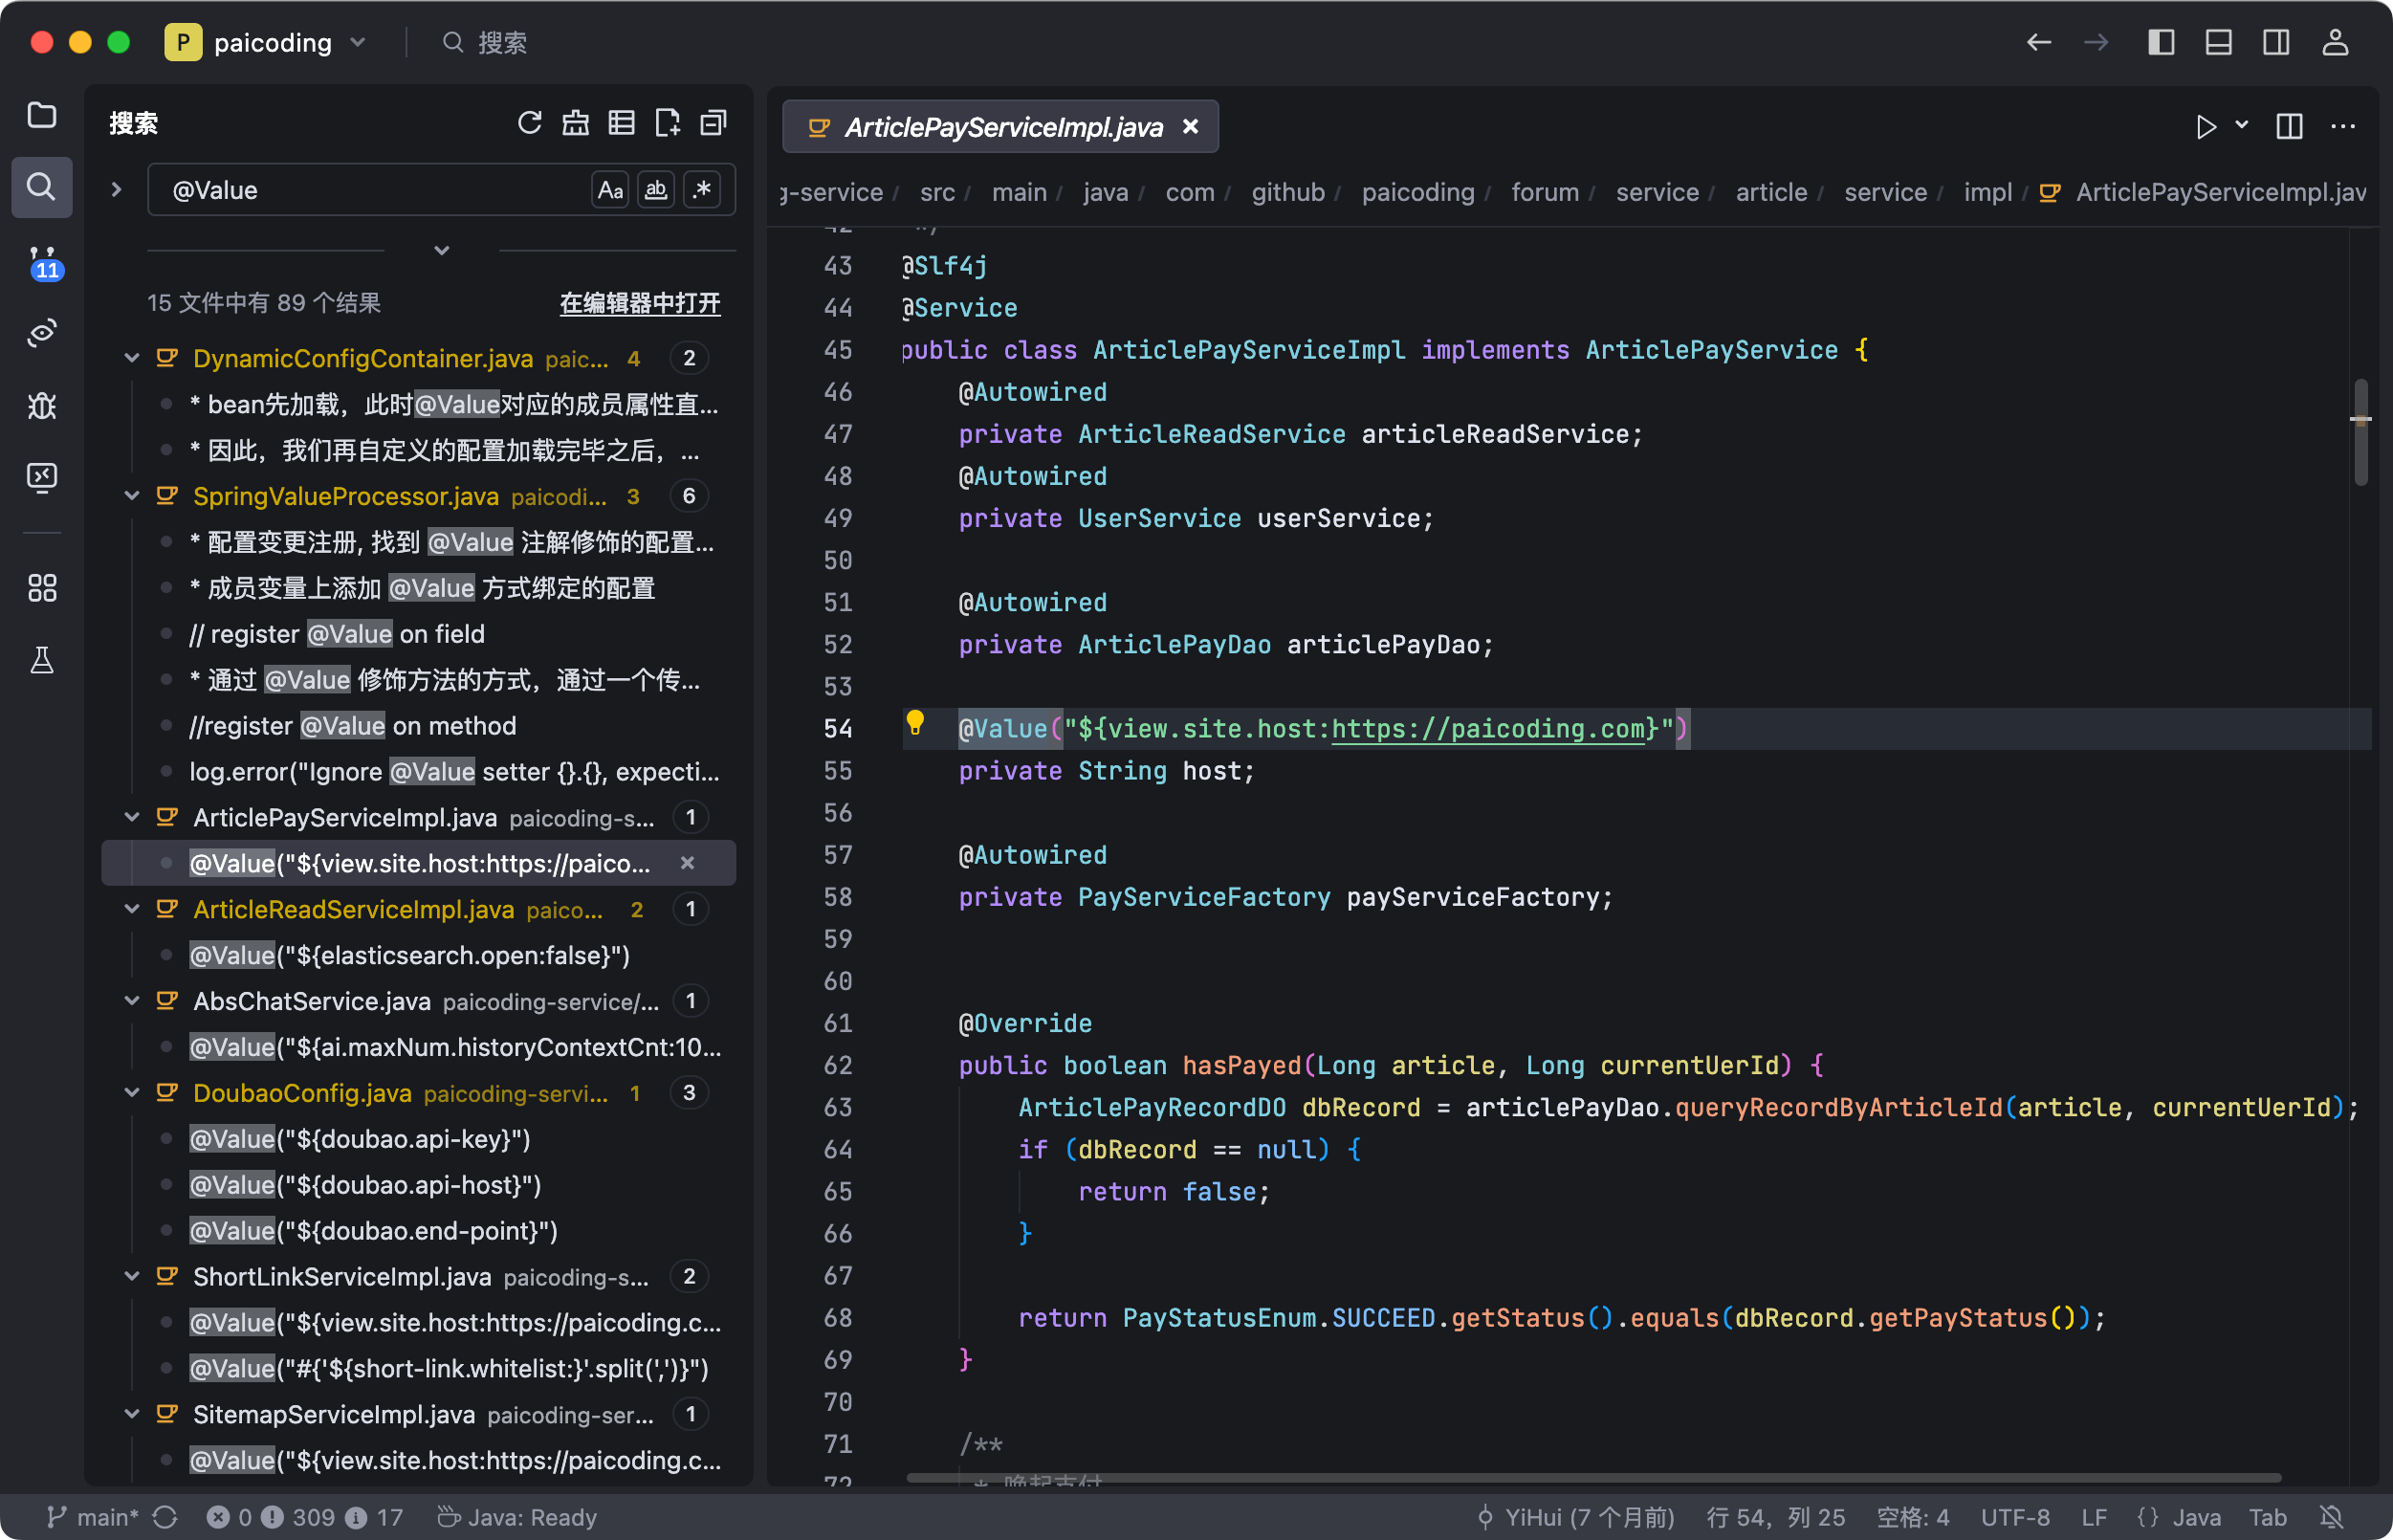 P paicoding 搜索
搜索
@Value Aa ab .*
11
15 文件中有 89 个结果 在编辑器中打开
DynamicConfigContainer.java paic... 4 2
* bean先加载，此时@Value对应的成员属性直...
* 因此，我们再自定义的配置加载完毕之后，...
SpringValueProcessor.java paicodi... 3 6
* 配置变更注册, 找到 @Value 注解修饰的配置...
* 成员变量上添加 @Value 方式绑定的配置
// register @Value on field
* 通过 @Value 修饰方法的方式，通过一个传...
//register @Value on method
log.error("Ignore @Value setter {}.{}, expecti...
ArticlePayServiceImpl.java paicoding-s... 1
@Value("${view.site.host:https://paico...
ArticleReadServiceImpl.java paico... 2 1
@Value("${elasticsearch.open:false}")
AbsChatService.java paicoding-service/... 1
@Value("${ai.maxNum.historyContextCnt:10...
DoubaoConfig.java paicoding-servi... 1 3
@Value("${doubao.api-key}")
@Value("${doubao.api-host}")
@Value("${doubao.end-point}")
ShortLinkServiceImpl.java paicoding-s... 2
@Value("${view.site.host:https://paicoding.c...
@Value("#{'${short-link.whitelist:}'.split(',')}")
SitemapServiceImpl.java paicoding-ser... 1
@Value("${view.site.host:https://paicoding.c...
ArticlePayServiceImpl.java
g-service / src / main / java / com / github / paicoding / forum / service / article / service / impl / ArticlePayServiceImpl.jav
42 */
43 @Slf4j
44 @Service
45 public class ArticlePayServiceImpl implements ArticlePayService {
46 @Autowired
47 private ArticleReadService articleReadService;
48 @Autowired
49 private UserService userService;
50
51 @Autowired
52 private ArticlePayDao articlePayDao;
53
54 @Value("${view.site.host:https://paicoding.com}")
55 private String host;
56
57 @Autowired
58 private PayServiceFactory payServiceFactory;
59
60
61 @Override
62 public boolean hasPayed(Long article, Long currentUerId) {
63 ArticlePayRecordDO dbRecord = articlePayDao.queryRecordByArticleId(article, currentUerId);
64 if (dbRecord == null) {
65 return false;
66 }
67
68 return PayStatusEnum.SUCCEED.getStatus().equals(dbRecord.getPayStatus());
69 }
70
71 /**
72 * 唤起支付
main* 0 309 17 Java: Ready YiHui (7 个月前) 行 54，列 25 空格: 4 UTF-8 LF {} Java Tab